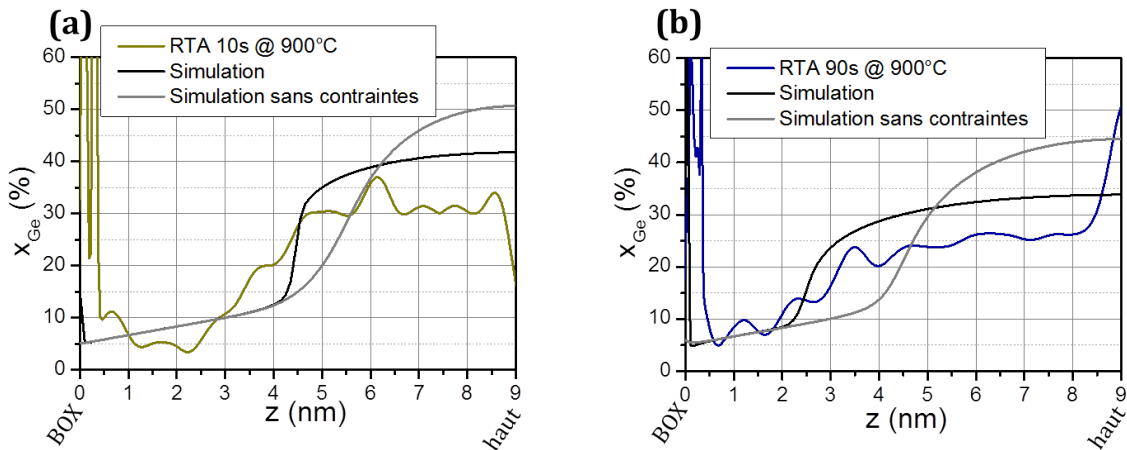 (a)
RTA 10s @ 900°C
Simulation
Simulation sans contraintes
60
50
40
30
20
10
0
x_Ge (%)
0 1 2 3 4 5 6 7 8 9
BOX
z (nm)
haut
(b)
RTA 90s @ 900°C
Simulation
Simulation sans contraintes
60
50
40
30
20
10
0
x_Ge (%)
0 1 2 3 4 5 6 7 8 9
BOX
z (nm)
haut